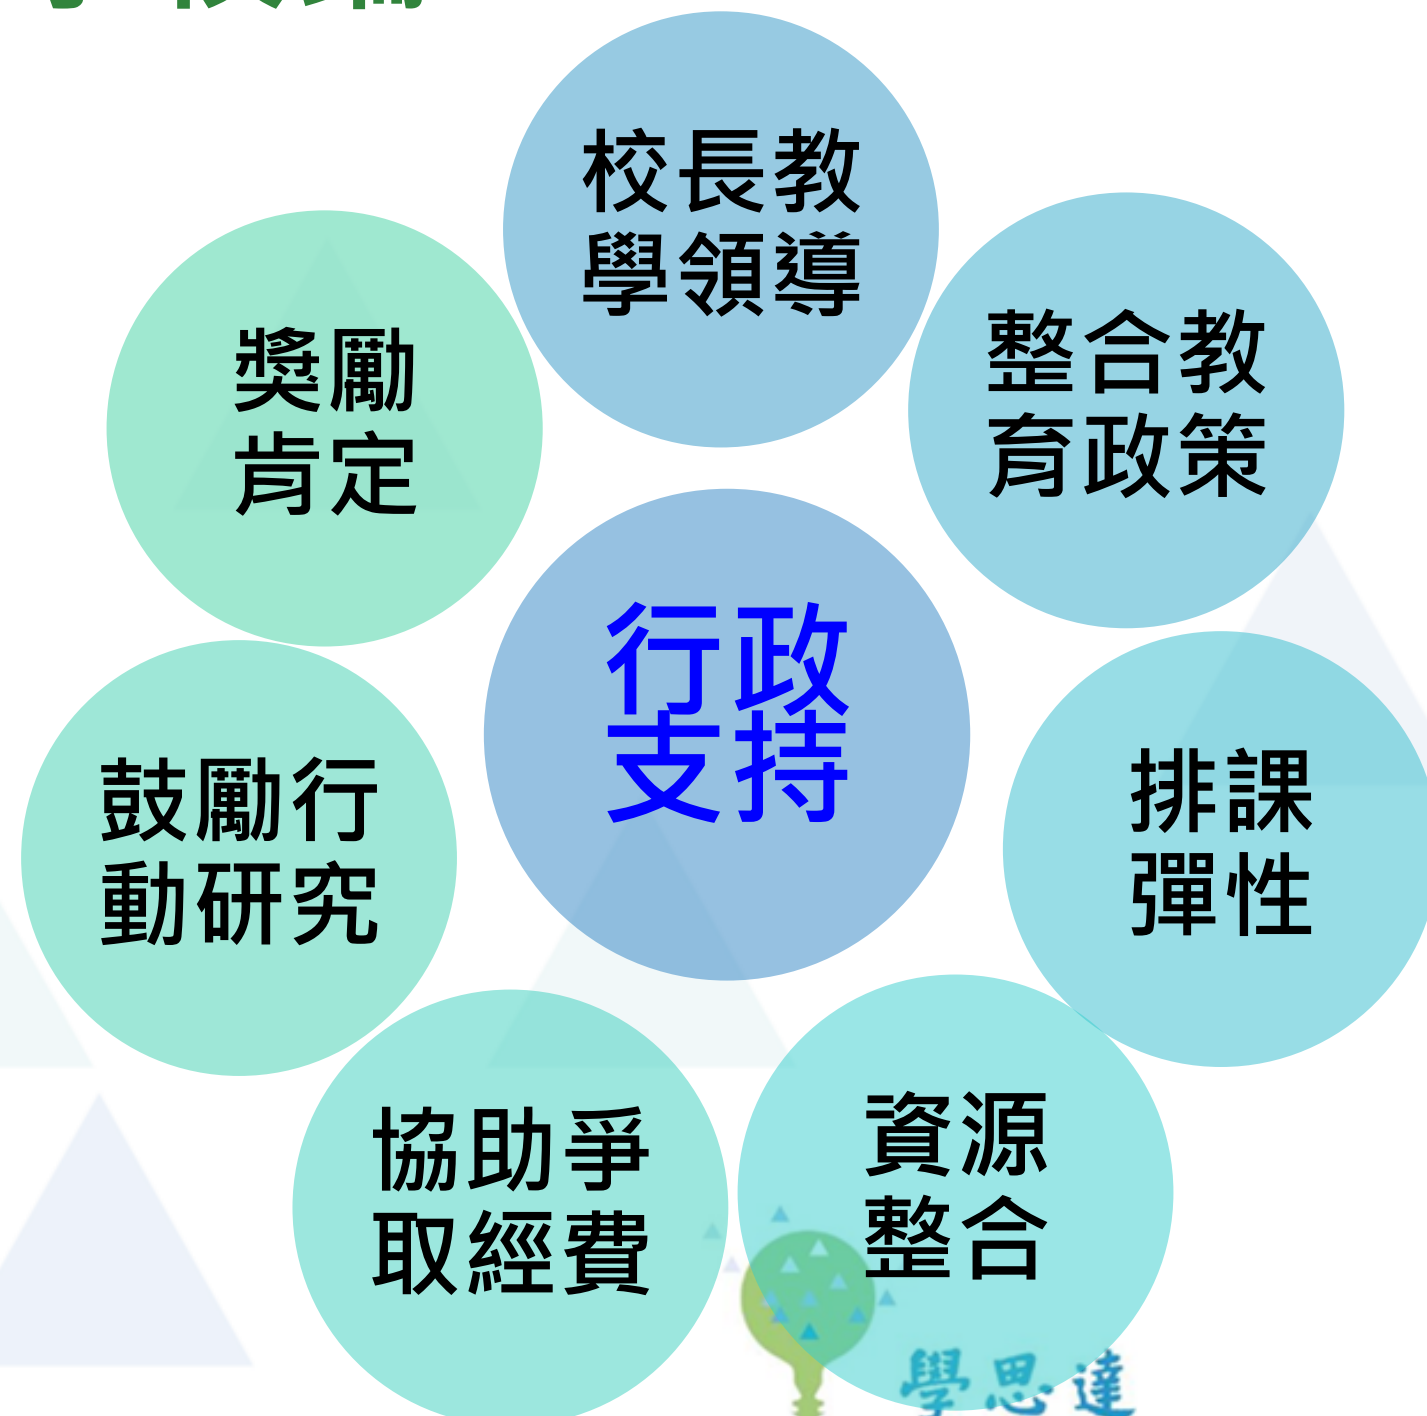 校長教
學領導
整合教
育政策
獎勵
肯定
行政
支持
排課
彈性
鼓勵行
動研究
協助爭
取經費
資源
整合
學思達